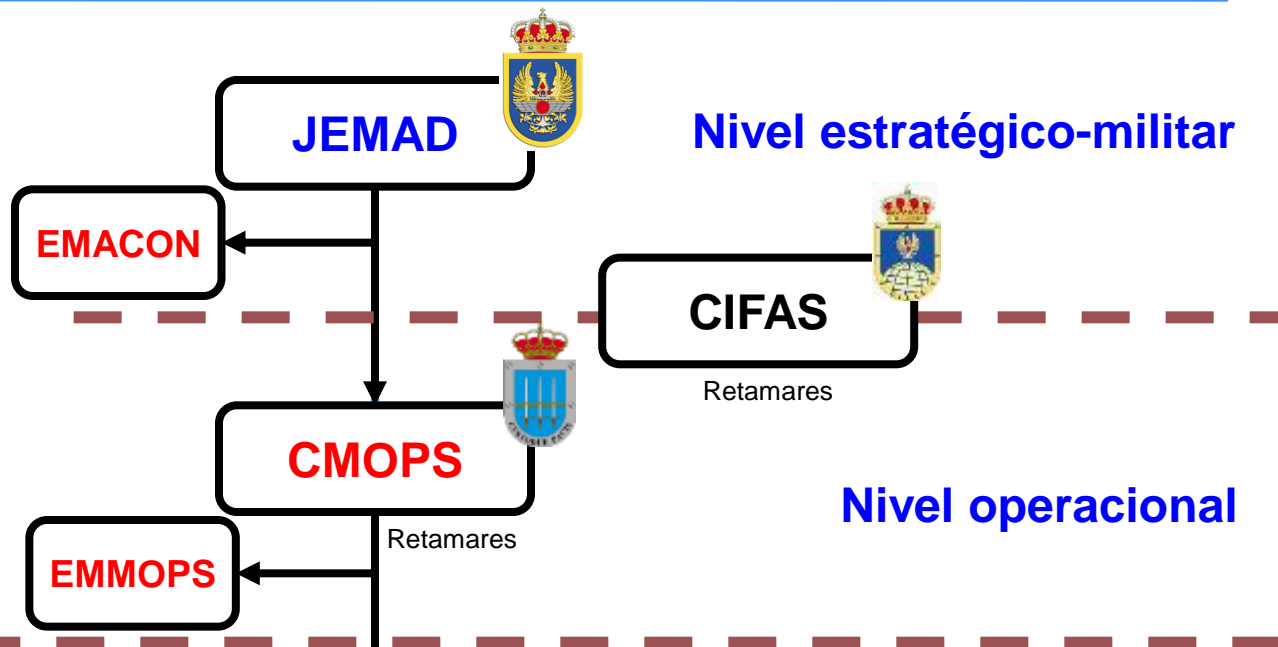 JEMAD
Nivel estratégico-militar
EMACON
CIFAS
Retamares
CMOPS
Retamares
Nivel operacional
EMMOPS